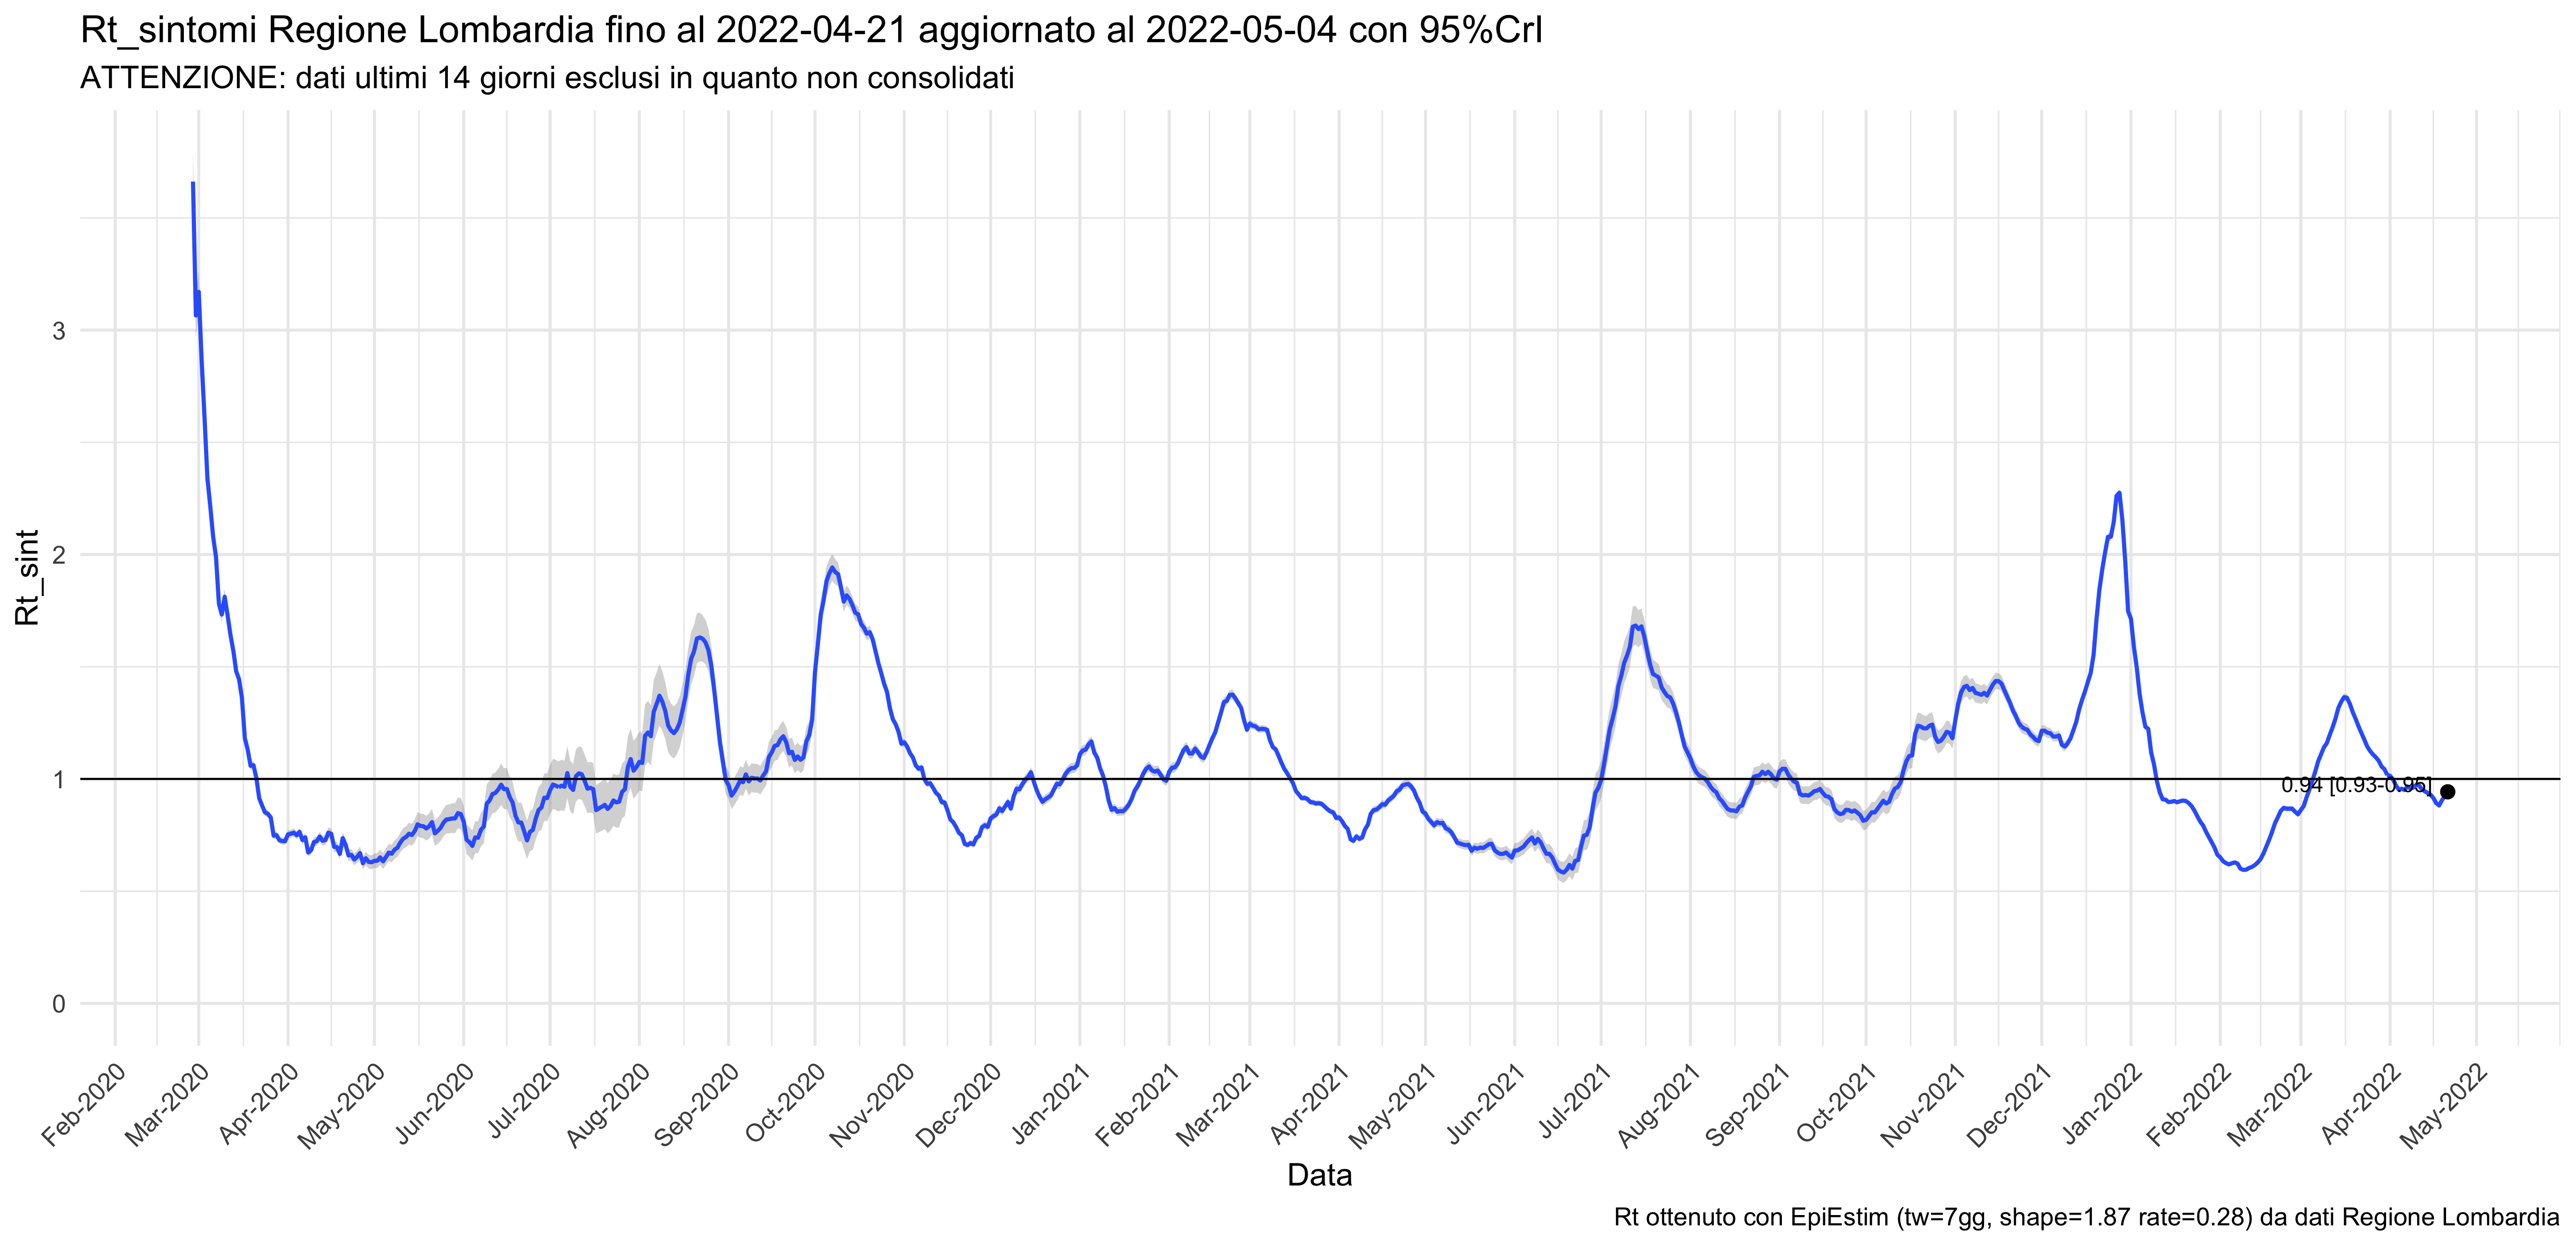 Rt_sintomi Regione Lombardia fino al 2022-04-21 aggiornato al 2022-05-04 con 95%CrI
ATTENZIONE: dati ultimi 14 giorni esclusi in quanto non consolidati
Rt_sint
3
2
1
0
0.94 [0.93-0.95]
Feb-2020
Mar-2020
Apr-2020
May-2020
Jun-2020
Jul-2020
Aug-2020
Sep-2020
Oct-2020
Nov-2020
Dec-2020
Jan-2021
Feb-2021
Mar-2021
Apr-2021
May-2021
Jun-2021
Jul-2021
Aug-2021
Sep-2021
Oct-2021
Nov-2021
Dec-2021
Jan-2022
Feb-2022
Mar-2022
Apr-2022
May-2022
Data
Rt ottenuto con EpiEstim (tw=7gg, shape=1.87 rate=0.28) da dati Regione Lombardia